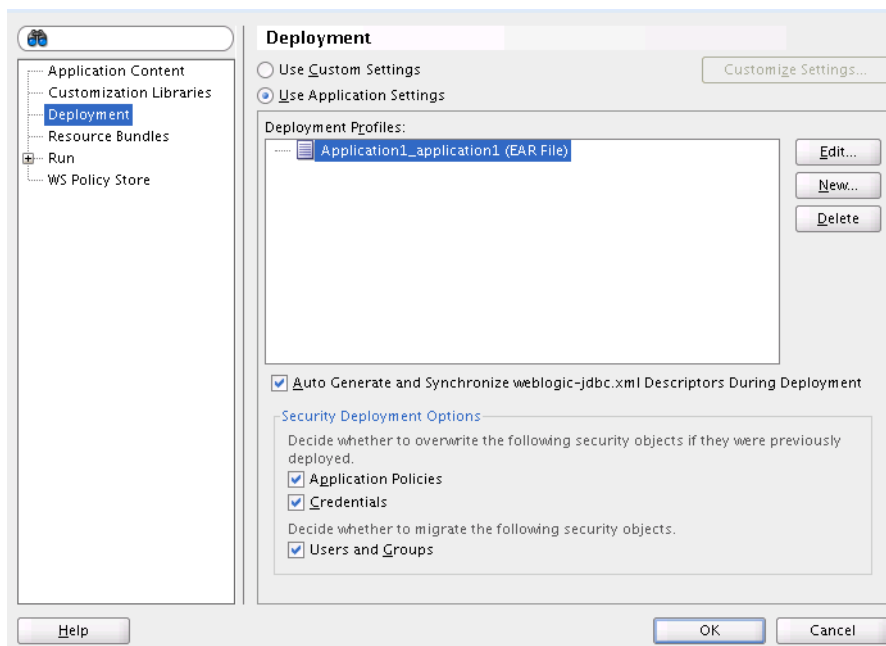 Application Content
Customization Libraries
Deployment
Resource Bundles
Run
WS Policy Store
Deployment
Use Custom Settings
Customize Settings...
Use Application Settings
Deployment Profiles:
Application1_application1 (EAR File)
Edit...
New...
Delete
Auto Generate and Synchronize weblogic-jdbc.xml Descriptors During Deployment
Security Deployment Options
Decide whether to overwrite the following security objects if they were previously
deployed.
Application Policies
Credentials
Decide whether to migrate the following security objects.
Users and Groups
Help
OK
Cancel